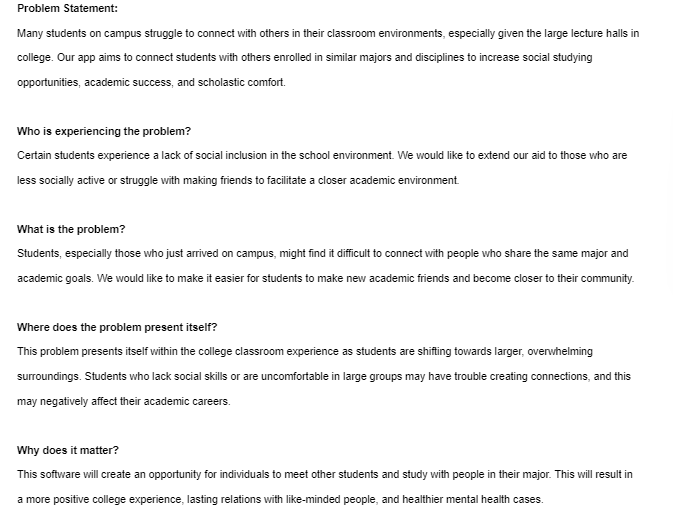 Problem Statement:
Many students on campus struggle to connect with others in their classroom environments, especially given the large lecture halls in
college. Our app aims to connect students with others enrolled in similar majors and disciplines to increase social studying
opportunities, academic success, and scholastic comfort.
Who is experiencing the problem?
Certain students experience a lack of social inclusion in the school environment. We would like to extend our aid to those who are
less socially active or struggle with making friends to facilitate a closer academic environment.
What is the problem?
Students, especially those who just arrived on campus, might find it difficult to connect with people who share the same major and
academic goals. We would like to make it easier for students to make new academic friends and become closer to their community.
Where does the problem present itself?
This problem presents itself within the college classroom experience as students are shifting towards larger, overwhelming
surroundings. Students who lack social skills or are uncomfortable in large groups may have trouble creating connections, and this
may negatively affect their academic careers.
Why does it matter?
This software will create an opportunity for individuals to meet other students and study with people in their major. This will result in
a more positive college experience, lasting relations with like-minded people, and healthier mental health cases.